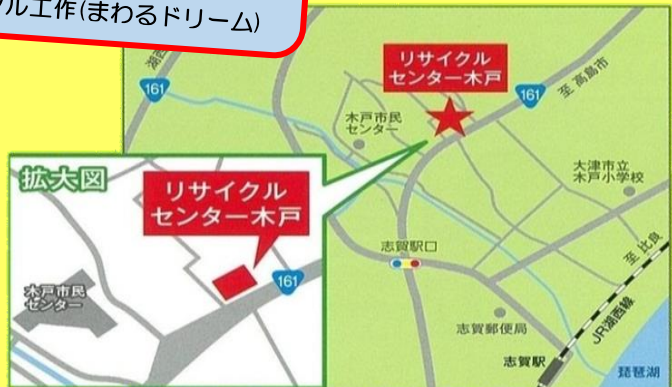 ル工作(まわるドリーム)
湖西
161
リサイクル
センター木戸
161
至 高島市
木戸市民
センター
大津市立
木戸小学校
拡大図
リサイクル
センター木戸
161
木戸市民
センター
志賀駅口
至 比良
JR湖西線
志賀郵便局
志賀駅
琵琶湖